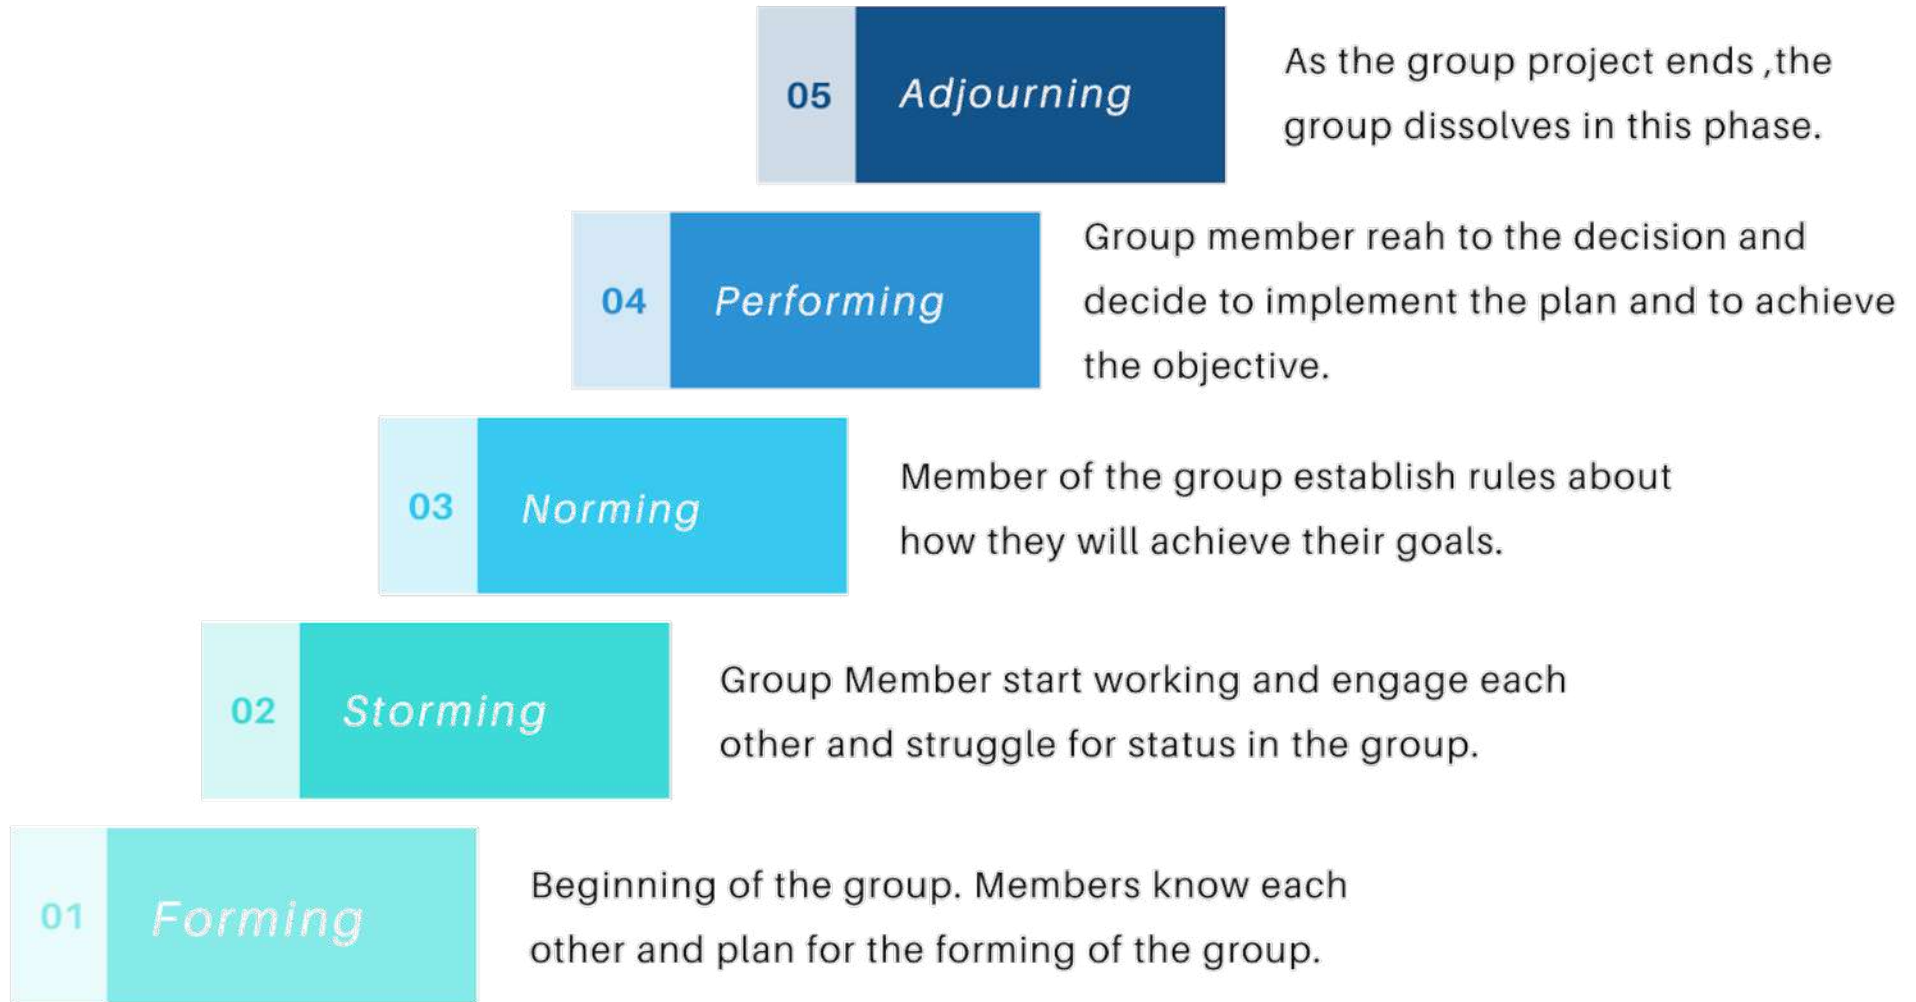 05
Adjourning
As the group project ends ,the
group dissolves in this phase.
04
Performing
Group member reah to the decision and
decide to implement the plan and to achieve
the objective.
03
Norming
Member of the group establish rules about
how they will achieve their goals.
02
Storming
Group Member start working and engage each
other and struggle for status in the group.
01
Forming
Beginning of the group. Members know each
other and plan for the forming of the group.